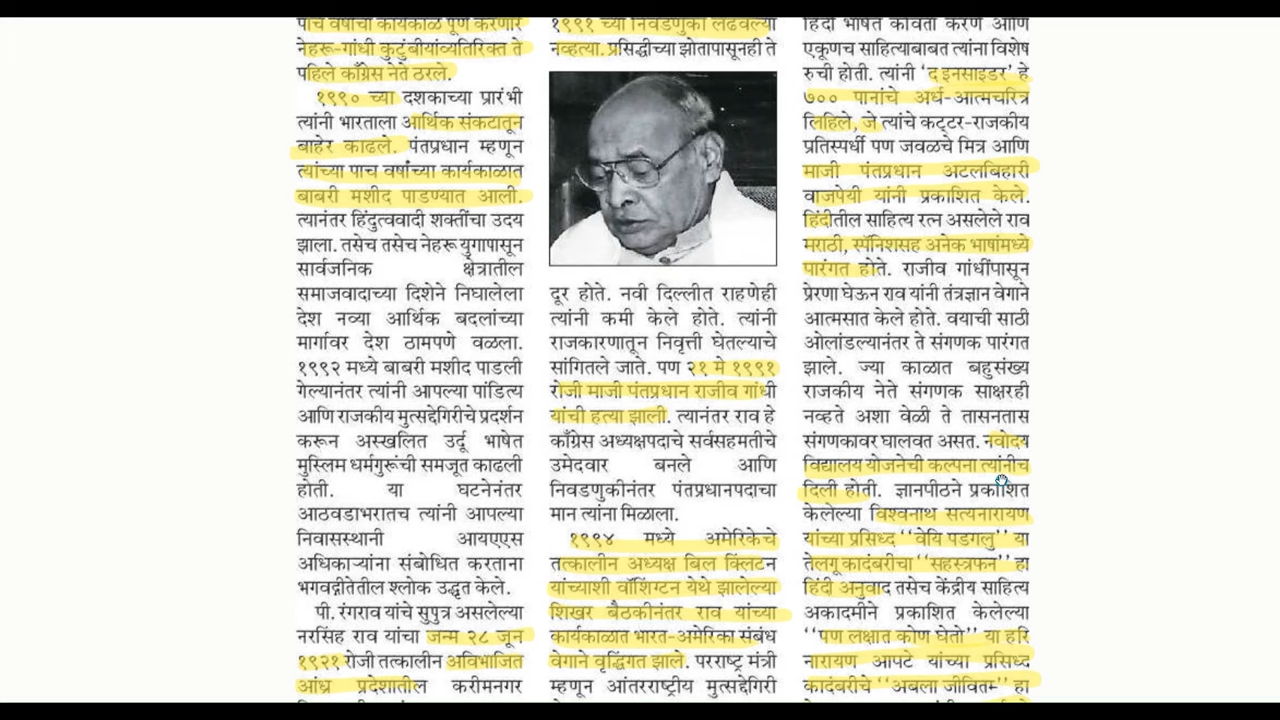 पाच वर्षांचा कार्यकाळ पूर्ण करणारे
नेहरू-गांधी कुटुंबीयांव्यतिरिक्त ते
पहिले काँग्रेस नेते ठरले.
१९९० च्या दशकाच्या प्रारंभी
त्यांनी भारताला आर्थिक संकटातून
बाहेर काढले. पंतप्रधान म्हणून
त्यांच्या पाच वर्षांच्या कार्यकाळात
बाबरी मशीद पाडण्यात आली.
त्यानंतर हिंदुत्ववादी शक्तींचा उदय
झाला. तसेच तसेच नेहरू युगापासून
सार्वजनिक क्षेत्रातील
समाजवादाच्या दिशेने निघालेला
देश नव्या आर्थिक बदलांच्या
मार्गावर देश ठामपणे वळला.
१९९२ मध्ये बाबरी मशीद पाडली
गेल्यानंतर त्यांनी आपल्या पांडित्य
आणि राजकीय मुत्सद्देगिरीचे प्रदर्शन
करून अस्खलित उर्दू भाषेत
मुस्लिम धर्मगुरूंची समजूत काढली
होती. या घटनेनंतर
आठवडाभरातच त्यांनी आपल्या
निवासस्थानी आयएएस
अधिकाऱ्यांना संबोधित करताना
भगवद्गीतेतील श्लोक उद्धृत केले.
पी. रंगराव यांचे सुपुत्र असलेल्या
नरसिंह राव यांचा जन्म २८ जून
१९२१ रोजी तत्कालीन अविभाजित
आंध्र प्रदेशातील करीमनगर
१९९१ च्या निवडणुका लढवल्या
नव्हत्या. प्रसिद्धीच्या झोतापासूनही ते
दूर होते. नवी दिल्लीत राहणेही
त्यांनी कमी केले होते. त्यांनी
राजकारणातून निवृत्ती घेतल्याचे
सांगितले जाते. पण २१ मे १९९१
रोजी माजी पंतप्रधान राजीव गांधी
यांची हत्या झाली. त्यानंतर राव हे
काँग्रेस अध्यक्षपदाचे सर्वसहमतीचे
उमेदवार बनले आणि
निवडणुकीनंतर पंतप्रधानपदाचा
मान त्यांना मिळाला.
१९९४ मध्ये अमेरिकेचे
तत्कालीन अध्यक्ष बिल क्लिंटन
यांच्याशी वॉशिंग्टन येथे झालेल्या
शिखर बैठकीनंतर राव यांच्या
कार्यकाळात भारत-अमेरिका संबंध
वेगाने वृद्धिंगत झाले. परराष्ट्र मंत्री
म्हणून आंतरराष्ट्रीय मुत्सद्देगिरी
हिंदी भाषेत कविता करणे आणि
एकूणच साहित्याबाबत त्यांना विशेष
रुची होती. त्यांनी 'द इनसाइडर' हे
७०० पानांचे अर्ध-आत्मचरित्र
लिहिले, जे त्यांचे कट्टर-राजकीय
प्रतिस्पर्धी पण जवळचे मित्र आणि
माजी पंतप्रधान अटलबिहारी
वाजपेयी यांनी प्रकाशित केले.
हिंदीतील साहित्य रत्न असलेले राव
मराठी, स्पॅनिशसह अनेक भाषांमध्ये
पारंगत होते. राजीव गांधींपासून
प्रेरणा घेऊन राव यांनी तंत्रज्ञान वेगाने
आत्मसात केले होते. वयाची साठी
ओलांडल्यानंतर ते संगणक पारंगत
झाले. ज्या काळात बहुसंख्य
राजकीय नेते संगणक साक्षरही
नव्हते अशा वेळी ते तासनतास
संगणकावर घालवत असत. नवोदय
विद्यालय योजनेची कल्पना त्यांनीच
दिली होती. ज्ञानपीठने प्रकाशित
केलेल्या विश्वनाथ सत्यनारायण
यांच्या प्रसिध्द ''वेयि पडगलु'' या
तेलगू कादंबरीचा ''सहस्त्रफन'' हा
हिंदी अनुवाद तसेच केंद्रीय साहित्य
अकादमीने प्रकाशित केलेल्या
''पण लक्षात कोण घेतो'' या हरि
नारायण आपटे यांच्या प्रसिध्द
कादंबरीचे ''अबला जीवितम'' हा